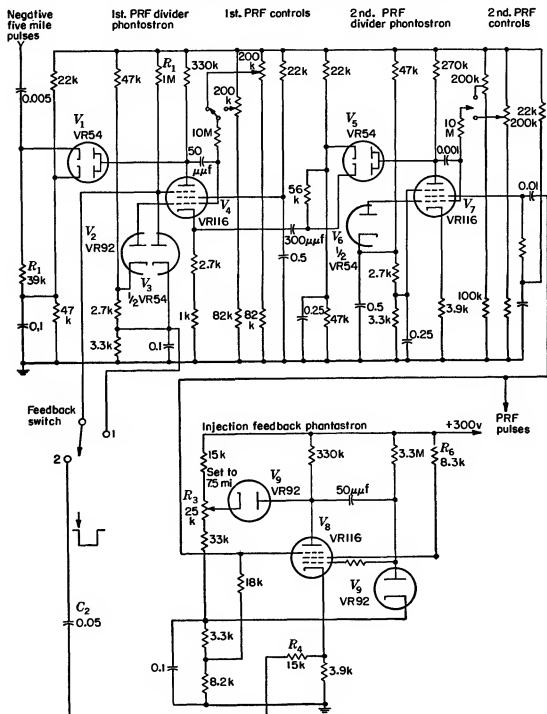 Negative
five mile
pulses
1st. PRF divider
phontostron
1st. PRF controls
2nd. PRF
divider phantostron
2nd. PRF
controls
0.005
22k
47k
R1
1M
330k
200
k
200
k
22k
22k
47k
270k
200k
22k
200k
V1
VR54
10M
50
μμf
V5
VR54
10
M
0.001
0.01
V2
VR92
V4
VR116
56
k
300μμf
V6
1/2
VR54
V7
VR116
V3
1/2 VR54
2.7k
0.5
2.7k
R1
39k
47
k
2.7k
1k
82k
82
k
0.25
47k
0.5
3.3k
3.9k
100k
0.1
3.3k
0.1
0.25
Feedback
switch
1
2
Injection feedback phantastron
PRF
pulses
+300v
15k
Set to
7.5 mi
V9
VR92
330k
3.3M
R6
8.3k
R3
25
k
50μμf
V8
VR116
33k
18k
V9
VR92
C2
0.05
3.3k
R4
15k
0.1
8.2k
3.9k